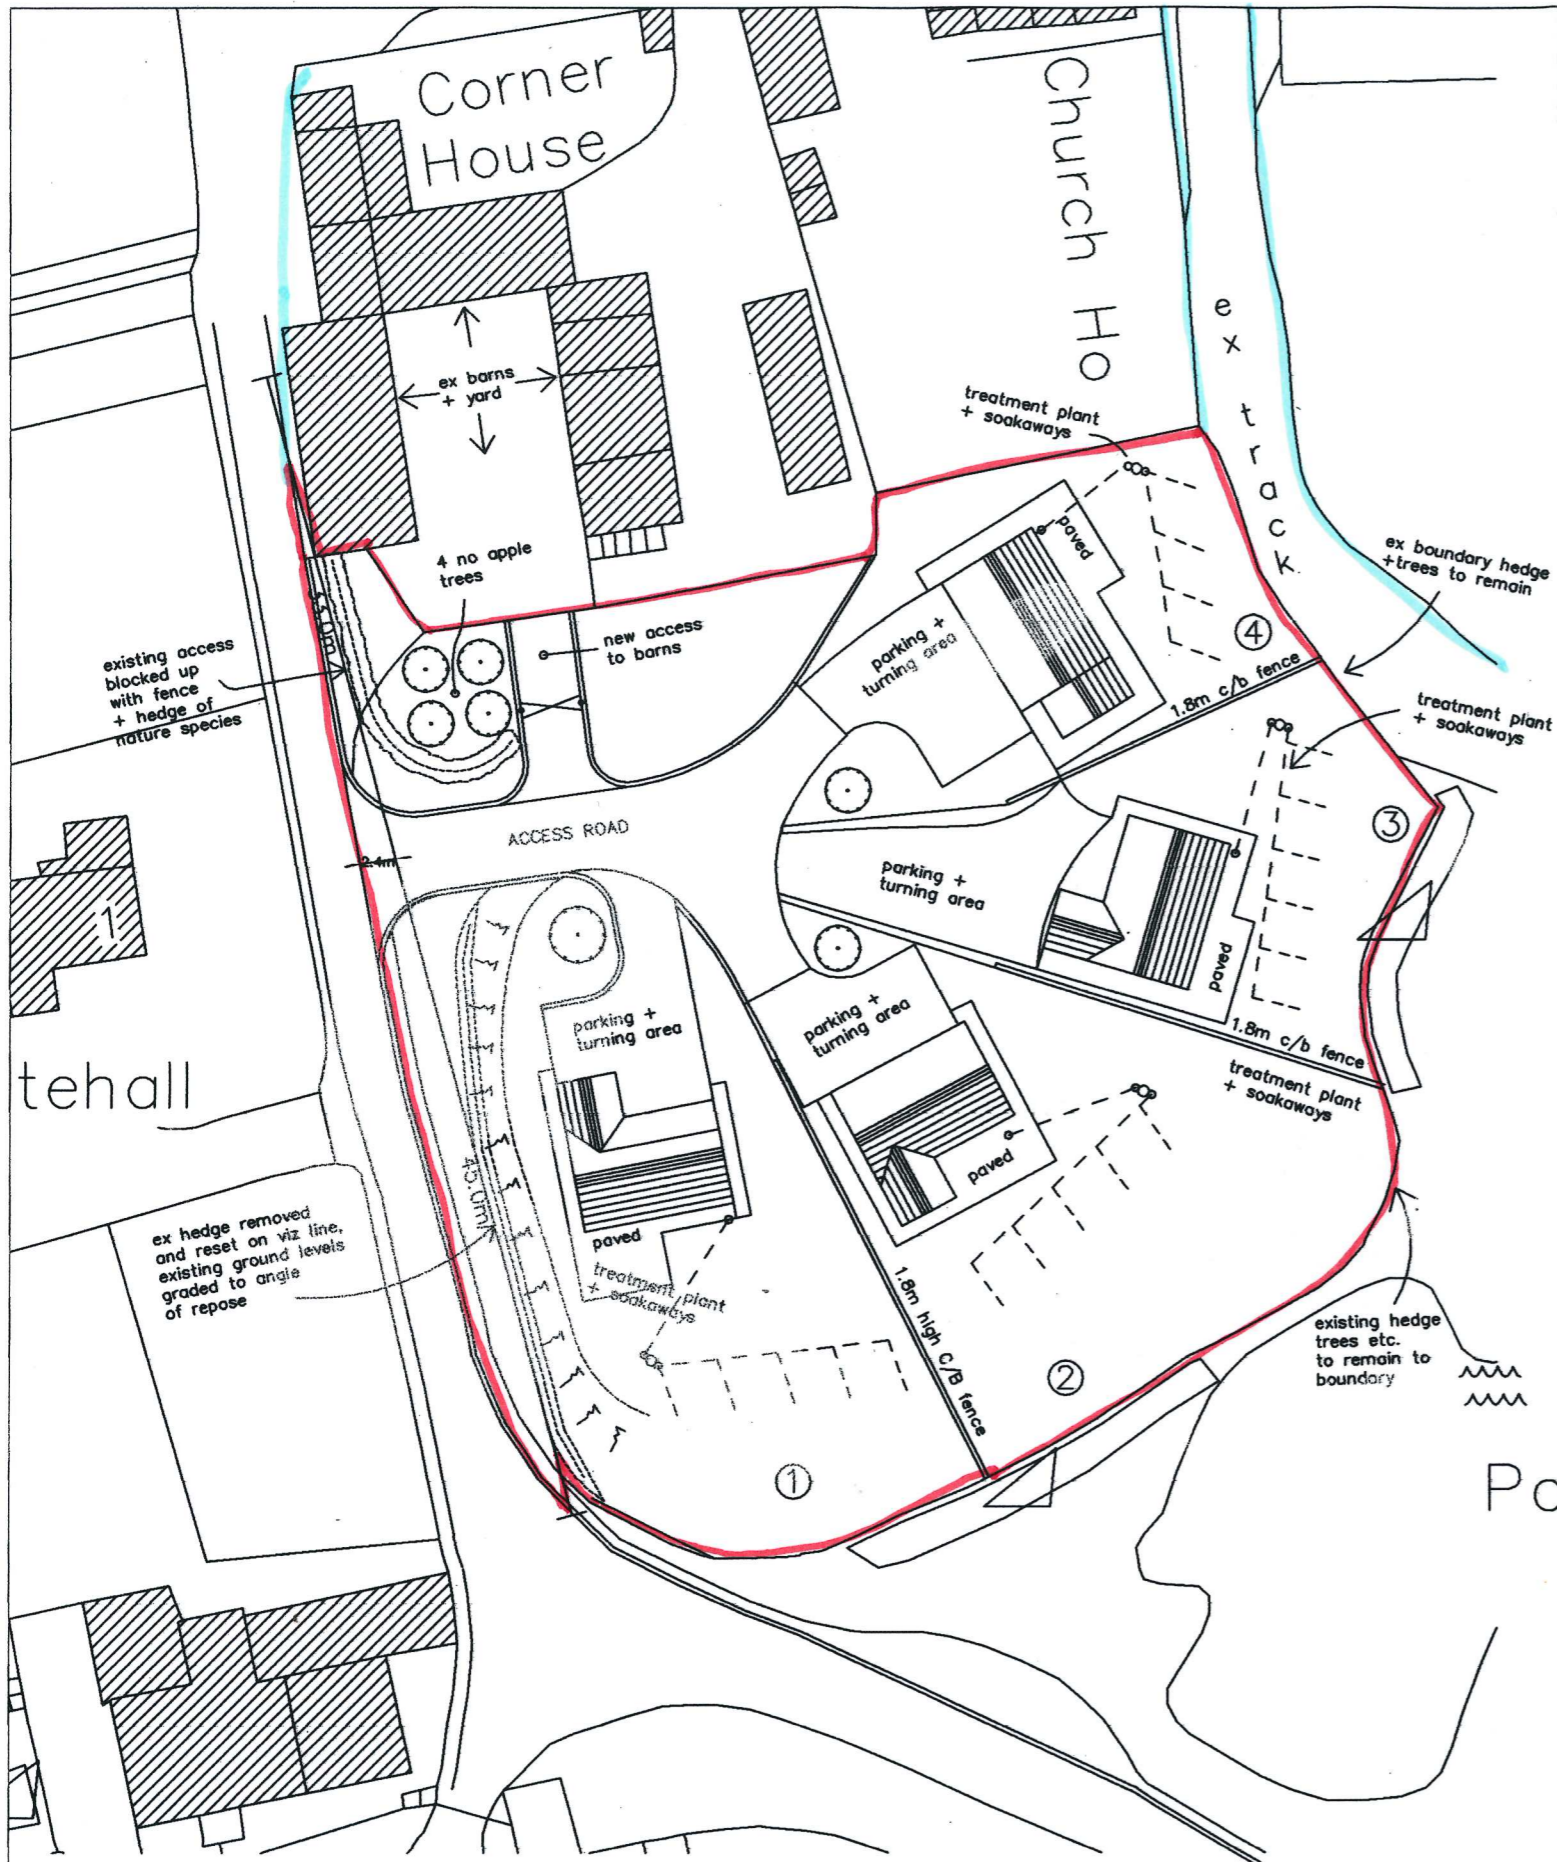 Corner
House
Church Ho
ex track
ex barns
+ yard
treatment plant
+ soakaways
paved
4 no apple
trees
ex boundary hedge
+trees to remain
new access
to barns
parking +
turning area
4
1.8m c/b fence
existing access
blocked up
with fence
+ hedge of
nature species
treatment plant
+ soakaways
3
ACCESS ROAD
2.4m
parking +
turning area
1
paved
parking +
turning area
parking +
turning area
1.8m c/b fence
tehall
treatment plant
+ soakaways
45.0m
paved
ex hedge removed
and reset on viz line,
existing ground levels
graded to angle
of repose
paved
treatment plant
+ soakaways
1.8m high C/B fence
existing hedge
trees etc.
to remain to
boundary
2
1
Po